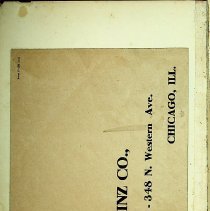 INZ CO.,
- 348 N. Western Ave.
CHICAGO, ILL.